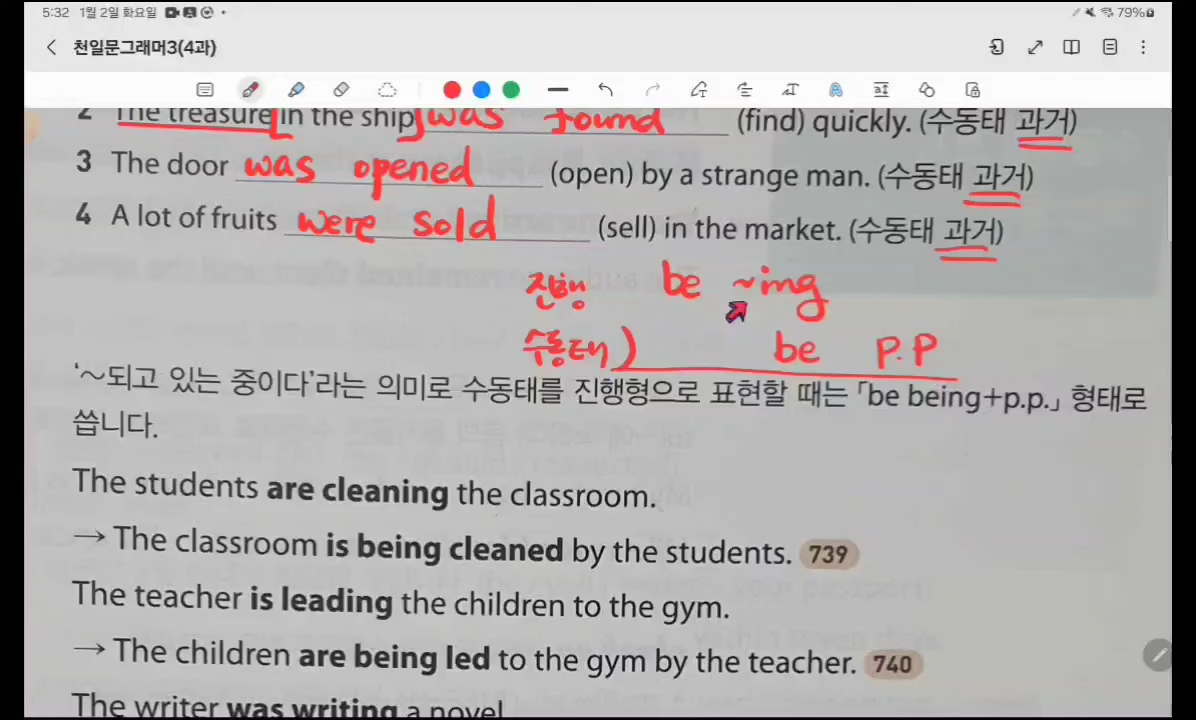 5:32 1월 2일 화요일
79%
천일문그래머3(4과)
2 The treasure in the ship was found (find) quickly. (수동태 과거)
3 The door was opened (open) by a strange man. (수동태 과거)
4 A lot of fruits were sold (sell) in the market. (수동태 과거)
진행 be ~ing
수동태) be P.P
‘～되고 있는 중이다’라는 의미로 수동태를 진행형으로 표현할 때는 「be being+p.p.」 형태로
씁니다.
The students are cleaning the classroom.
→ The classroom is being cleaned by the students. 739
The teacher is leading the children to the gym.
→ The children are being led to the gym by the teacher. 740
The writer was writing a novel